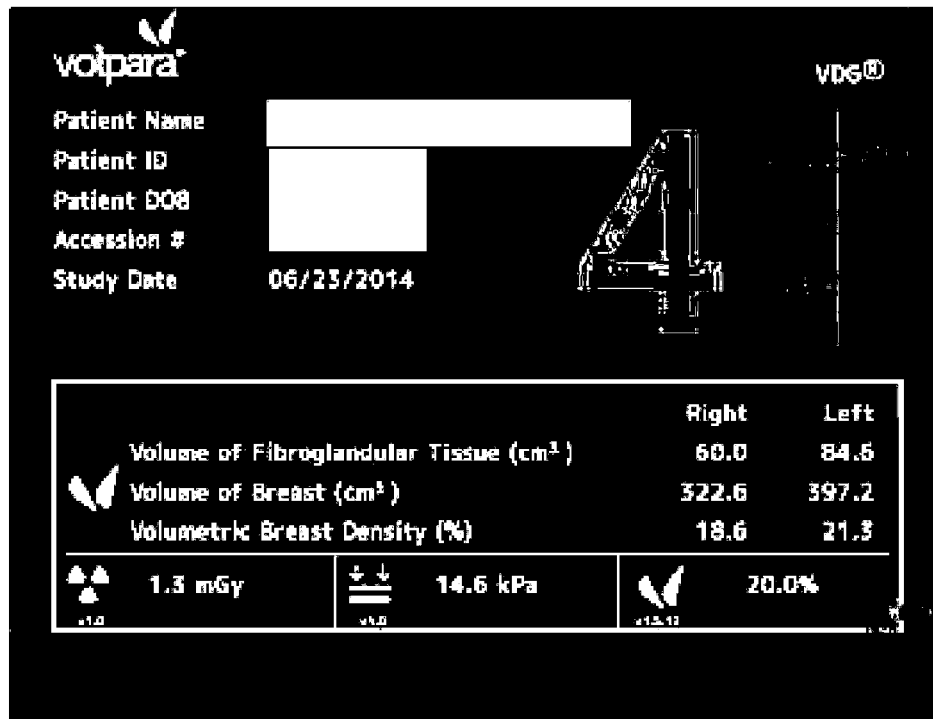 volpara
VDG®
Patient Name
Patient ID
Patient DOB
Accession #
Study Date 06/23/2014
4
Right Left
Volume of Fibroglandular Tissue (cm³) 60.0 84.6
Volume of Breast (cm³) 322.6 397.2
Volumetric Breast Density (%) 18.6 21.3
1.3 mGy 14.6 kPa 20.0%